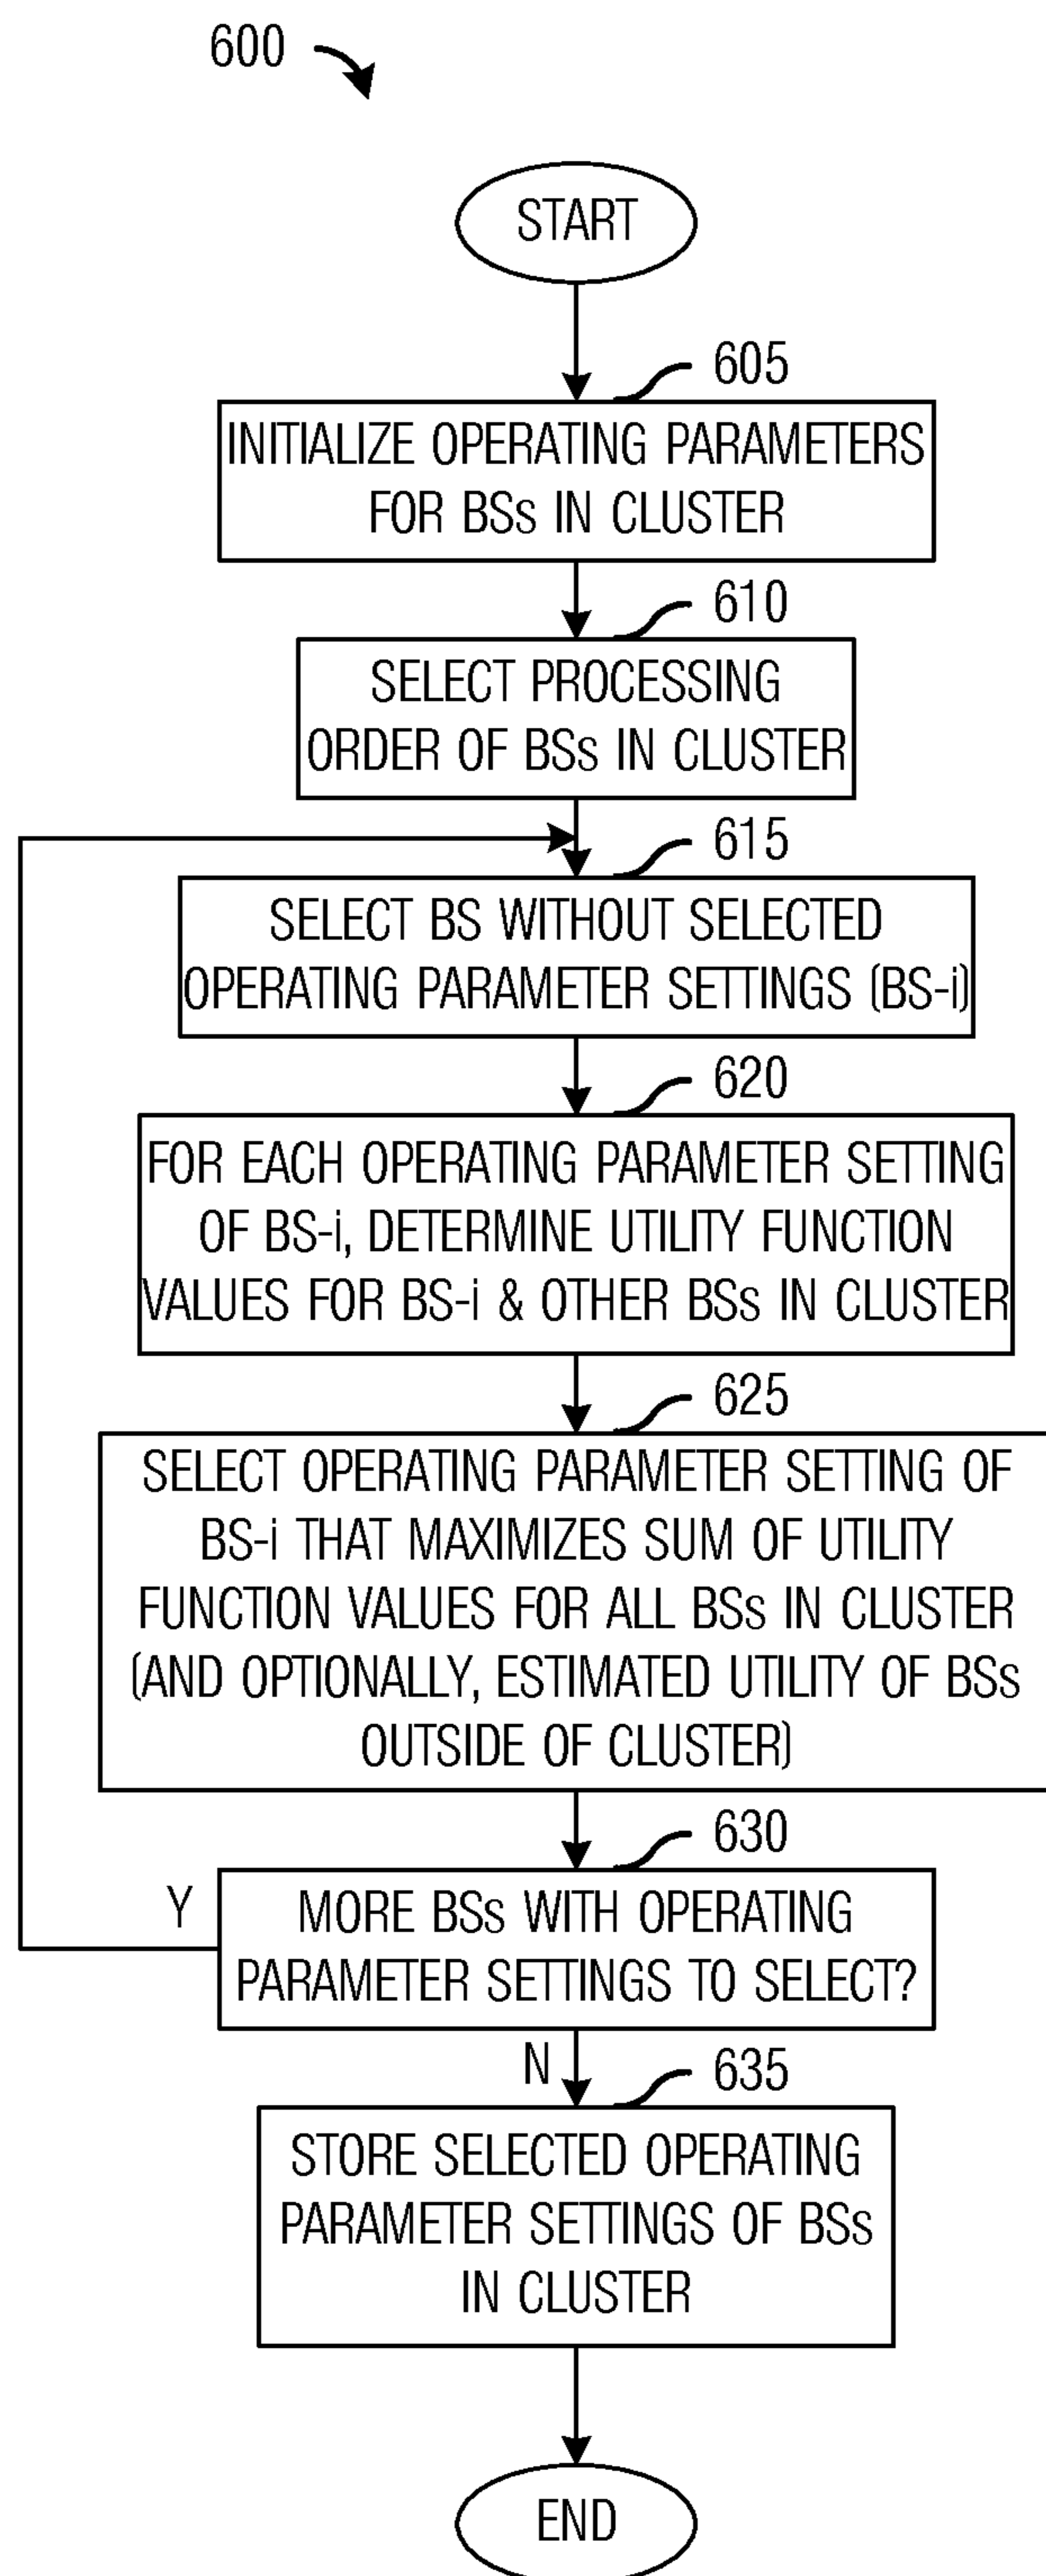 600
START
605
INITIALIZE OPERATING PARAMETERS
FOR BSs IN CLUSTER
610
SELECT PROCESSING
ORDER OF BSs IN CLUSTER
615
SELECT BS WITHOUT SELECTED
OPERATING PARAMETER SETTINGS (BS-i)
620
FOR EACH OPERATING PARAMETER SETTING
OF BS-i, DETERMINE UTILITY FUNCTION
VALUES FOR BS-i & OTHER BSs IN CLUSTER
625
SELECT OPERATING PARAMETER SETTING OF
BS-i THAT MAXIMIZES SUM OF UTILITY
FUNCTION VALUES FOR ALL BSs IN CLUSTER
(AND OPTIONALLY, ESTIMATED UTILITY OF BSs
OUTSIDE OF CLUSTER)
630
Y
MORE BSs WITH OPERATING
PARAMETER SETTINGS TO SELECT?
N
635
STORE SELECTED OPERATING
PARAMETER SETTINGS OF BSs
IN CLUSTER
END